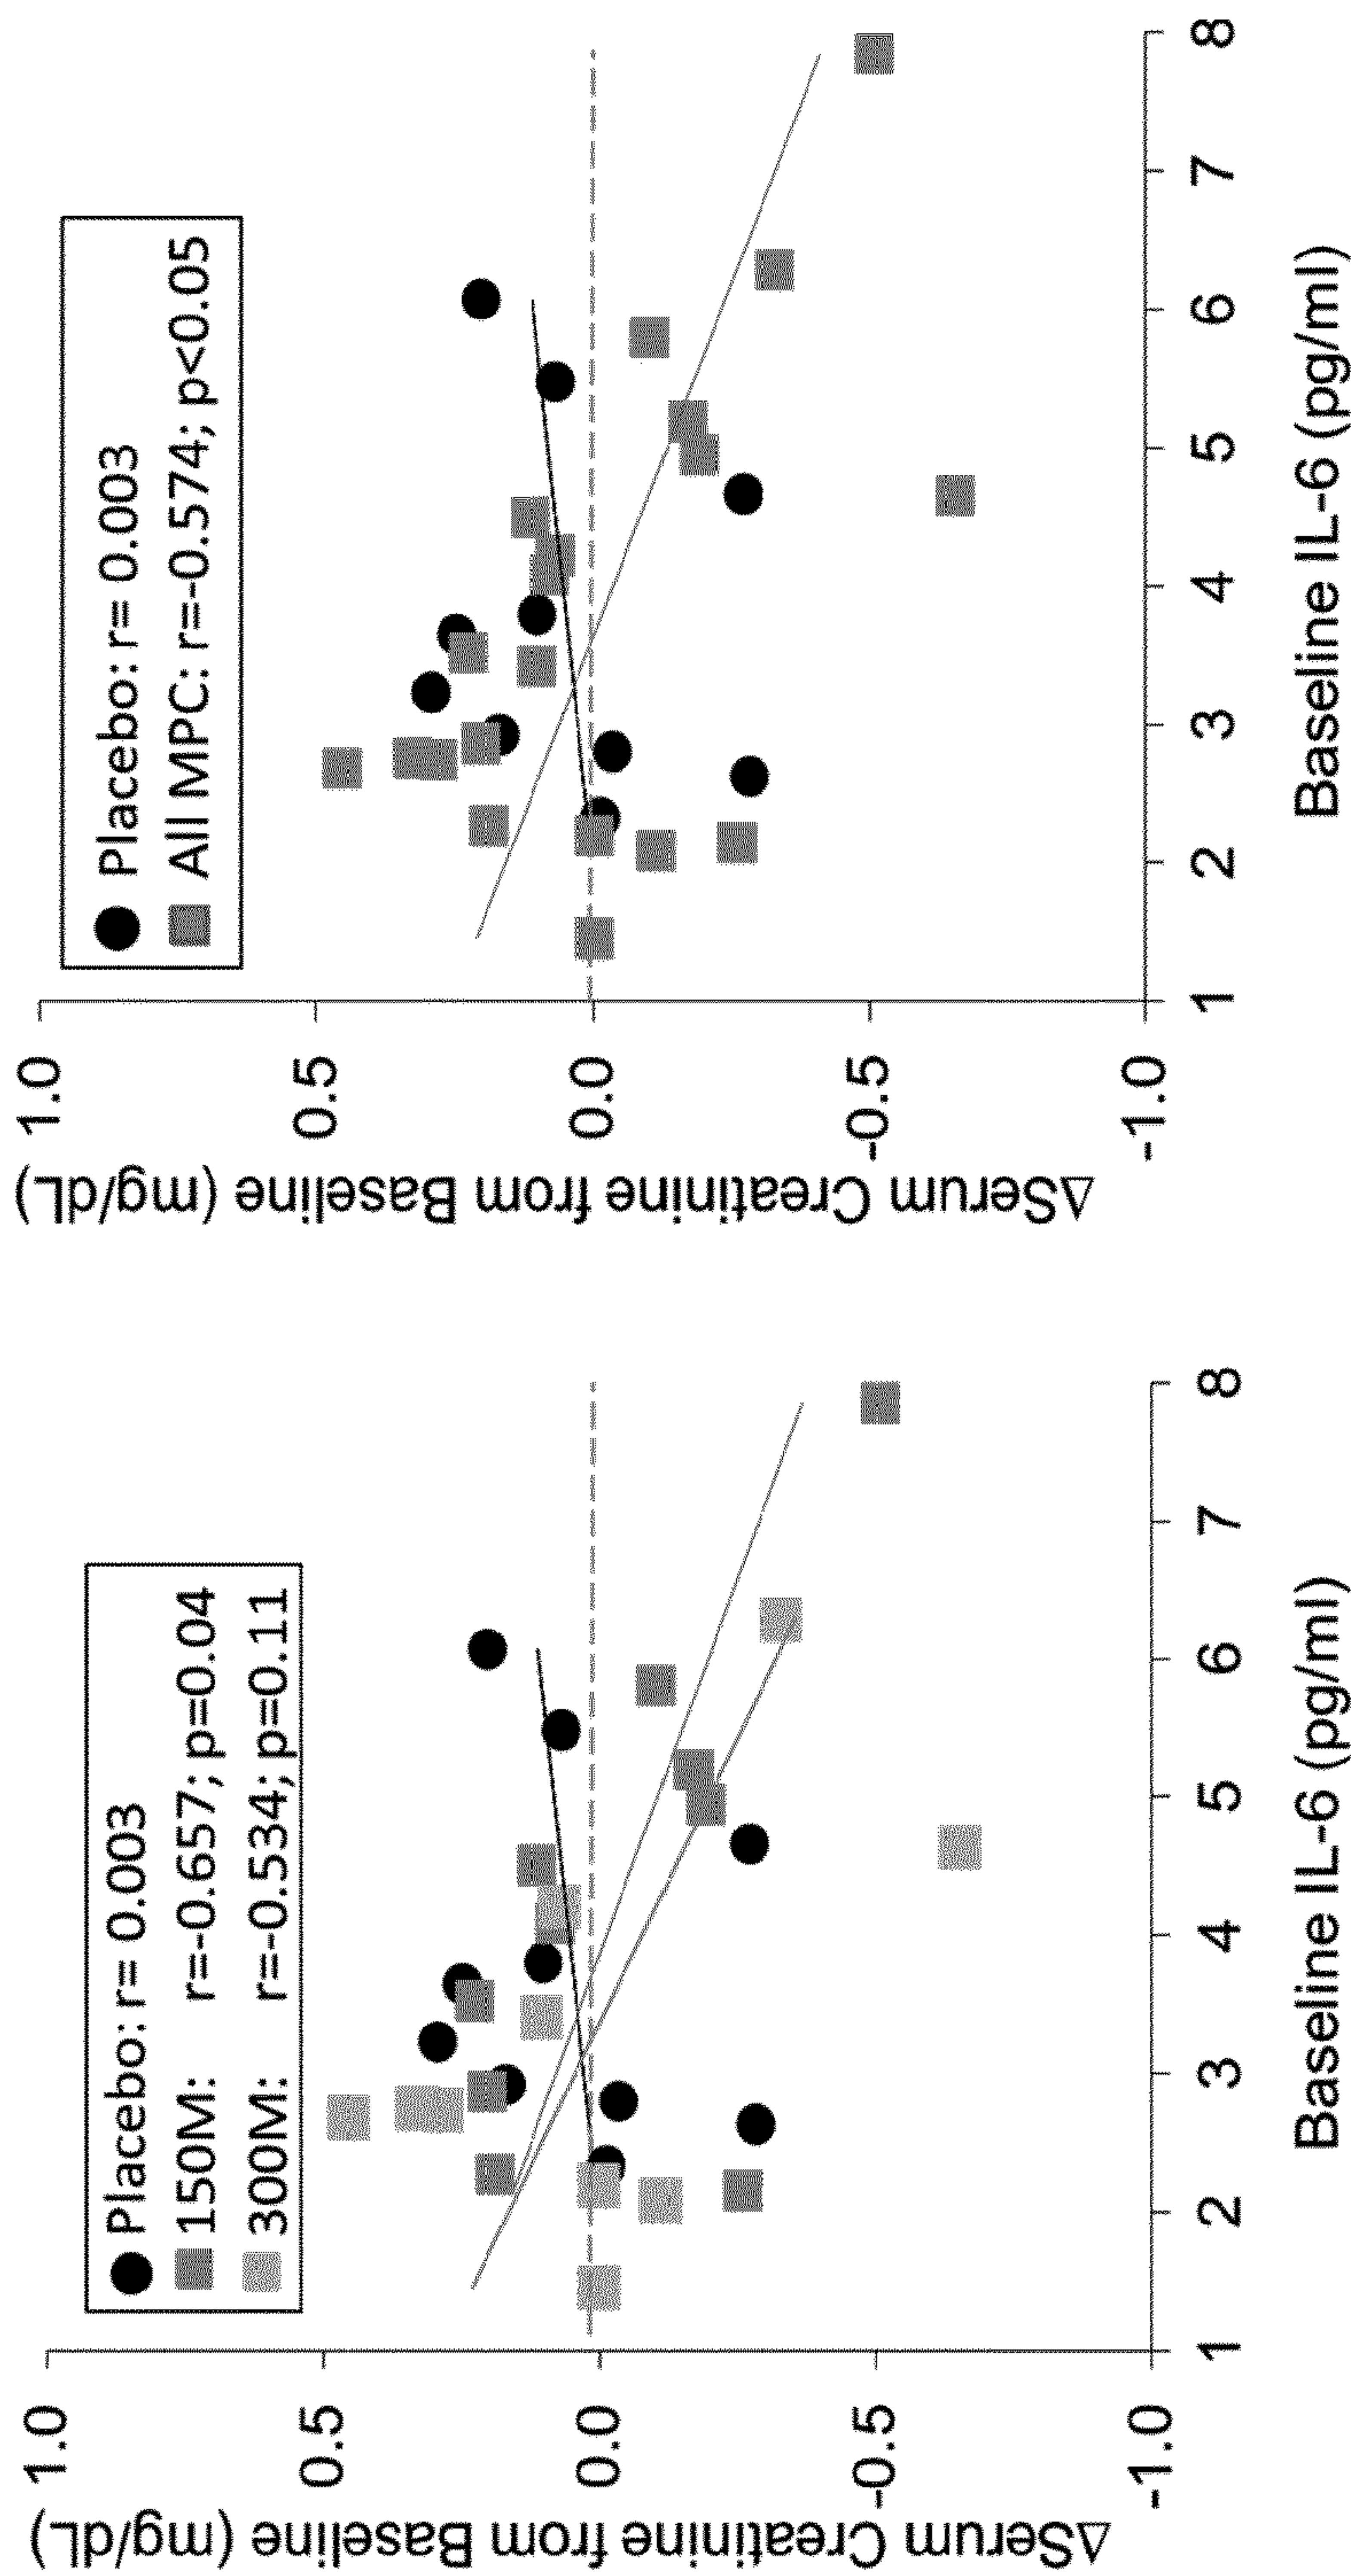 Placebo: r= 0.003
150M: r=-0.657; p=0.04
300M: r=-0.534; p=0.11
1.0
0.5
0.0
-0.5
-1.0
ΔSerum Creatinine from Baseline (mg/dL)
1 2 3 4 5 6 7 8
Baseline IL-6 (pg/ml)
Placebo: r= 0.003
All MPC: r=-0.574; p<0.05
1.0
0.5
0.0
-0.5
-1.0
ΔSerum Creatinine from Baseline (mg/dL)
1 2 3 4 5 6 7 8
Baseline IL-6 (pg/ml)